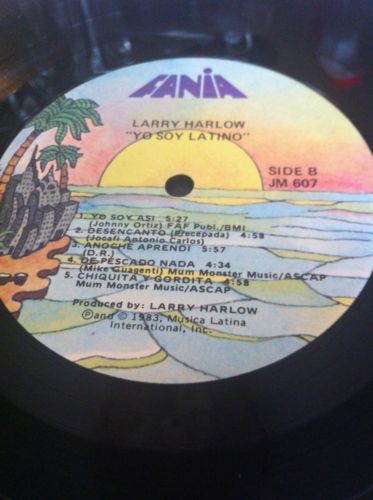 FANIA
LARRY HARLOW
"YO SOY LATINO"
SIDE B
JM 607
1. YO SOY ASI 5:27
(Johnny Ortiz) FAF Publ./BMI
2. DESENCANTO (Precepada) 4:58
(Jocafi Antonio Carlos)
3. ANOCHE APRENDI 5:57
(D.R.)
4. DE PESCADO NADA 4:34
(Mike Guagenti) Mum Monster Music/ASCAP
5. CHIQUITA Y GORDITA 4:58
Mum Monster Music/ASCAP
Produced by: LARRY HARLOW
℗and © 1983, Musica Latina
International, Inc.